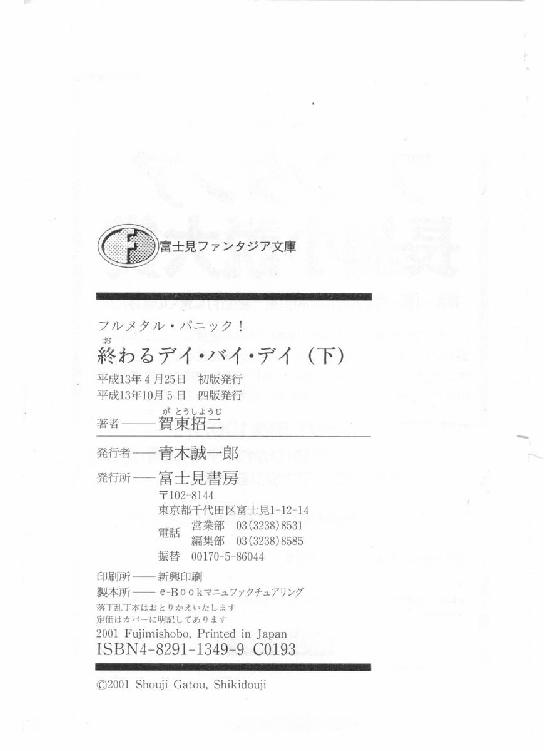 富士見ファンタジア文庫
フルメタル・パニック！
お
終わるデイ・バイ・デイ（下）
平成13年4月25日　初版発行
平成13年10月5日　四版発行
が とうしょうじ
著者──賀東招二
発行者──青木誠一郎
発行所──富士見書房
〒102-8144
東京都千代田区富士見1-12-14
電話　営業部　03(3238)8531
編集部　03(3238)8585
振替　00170-5-86044
印刷所──新興印刷
製本所──e-Bookマニュファクチュアリング
落丁乱丁本はおとりかえいたします
定価はカバーに明記してあります
2001 Fujimishobo, Printed in Japan
ISBN4-8291-1349-9 C0193
©2001 Shouji Gatou, Shikidouji